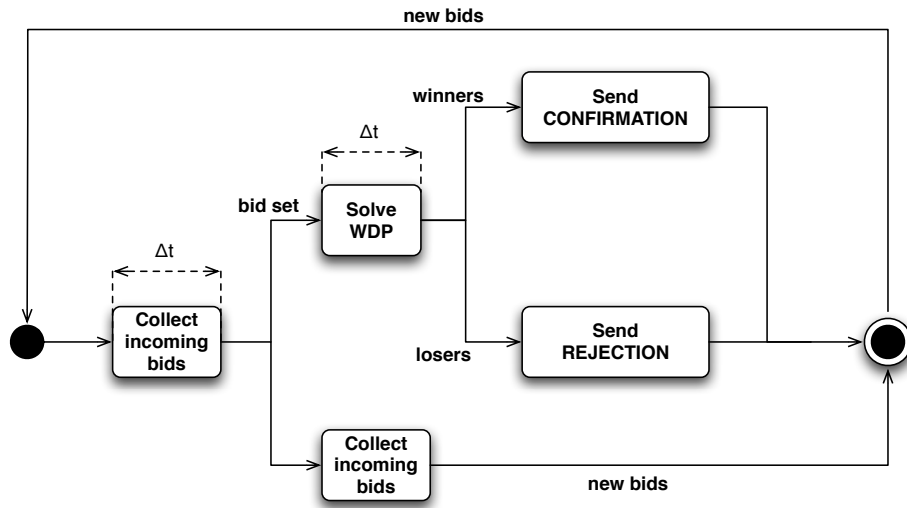 new bids
winners
Send
CONFIRMATION
Δt
bid set
Solve
WDP
Δt
Collect
incoming
bids
losers
Send
REJECTION
Collect
incoming
bids
new bids